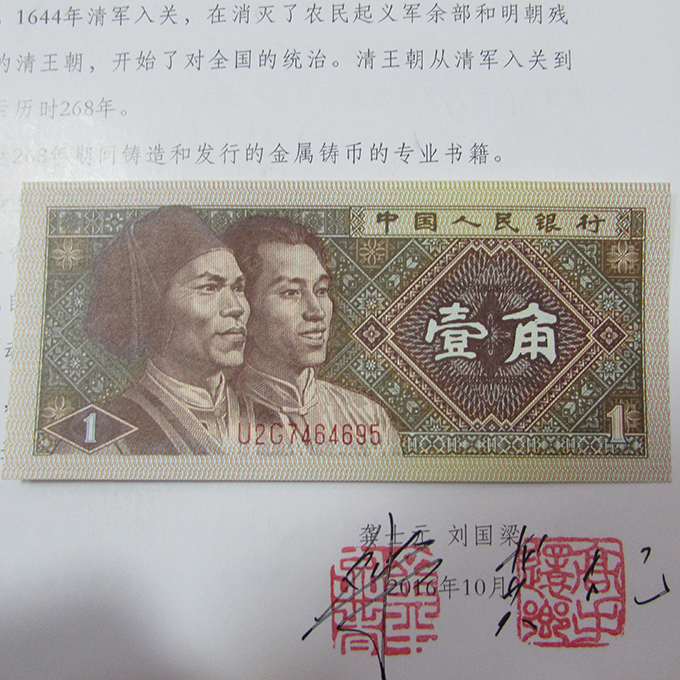 1644年清军入关，在消灭了农民起义军余部和明朝残
的清王朝，开始了对全国的统治。清王朝从清军入关到
历时268年。
268年期间铸造和发行的金属铸币的专业书籍。
中国人民银行
壹角
1
1
U2G7464695
龚士元 刘国梁
2016年10月